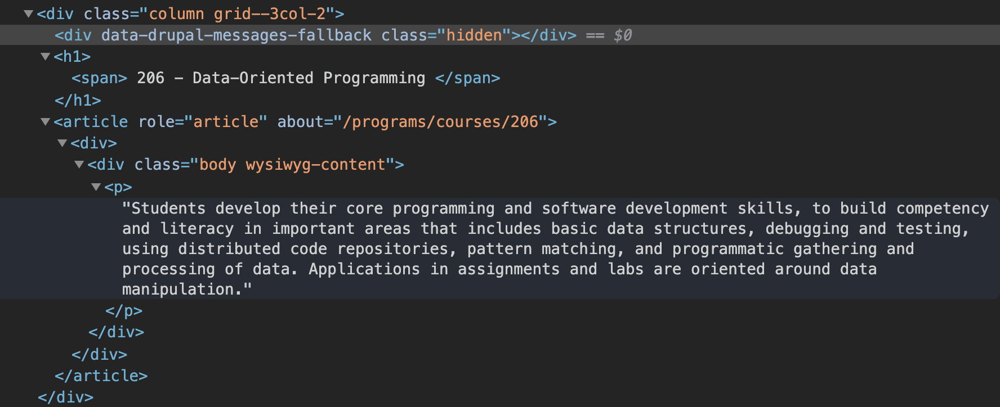 ▼<div class="column grid--3col-2">
<div data-drupal-messages-fallback class="hidden"></div> == $0
▼<h1>
<span> 206 - Data-Oriented Programming </span>
</h1>
▼<article role="article" about="/programs/courses/206">
▼<div>
▼<div class="body wysiwyg-content">
▼<p>
"Students develop their core programming and software development skills, to build competency
and literacy in important areas that includes basic data structures, debugging and testing,
using distributed code repositories, pattern matching, and programmatic gathering and
processing of data. Applications in assignments and labs are oriented around data
manipulation."
</p>
</div>
</div>
</article>
</div>